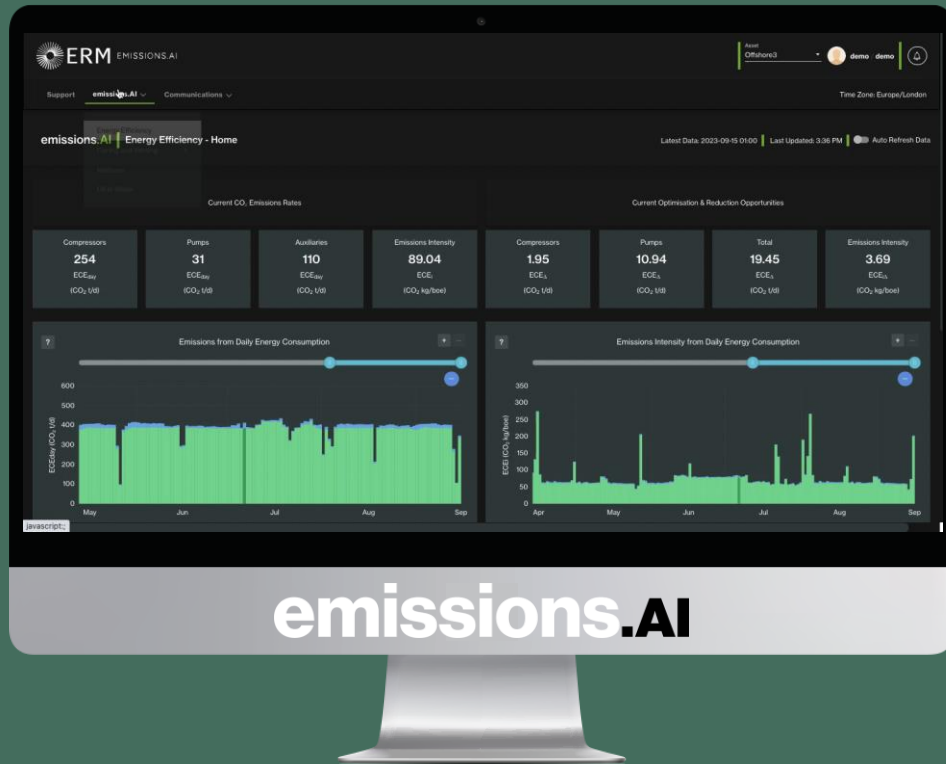 ERM EMISSIONS.AI
Asset
Offshore3
demo demo
Support emissions.AI Communications
Time Zone: Europe/London
emissions.AI | Energy Efficiency - Home
Latest Data: 2023-09-15 01:00 | Last Updated: 3:36 PM | Auto Refresh Data
Current CO₂ Emissions Rates
Compressors
254
ECEday
(CO₂ t/d)
Pumps
31
ECEday
(CO₂ t/d)
Auxiliaries
110
ECEday
(CO₂ t/d)
Emissions Intensity
89.04
ECEᵢ
(CO₂ kg/boe)
Current Optimisation & Reduction Opportunities
Compressors
1.95
ECEΔ
(CO₂ t/d)
Pumps
10.94
ECEΔ
(CO₂ t/d)
Total
19.45
ECEΔ
(CO₂ t/d)
Emissions Intensity
3.69
ECEiΔ
(CO₂ kg/boe)
?
Emissions from Daily Energy Consumption
ECEday (CO₂ t/d)
600
500
400
300
200
100
0
May Jun Jul Aug Sep
?
Emissions Intensity from Daily Energy Consumption
ECEi (CO₂ kg/boe)
350
300
250
200
150
100
50
0
Apr May Jun Jul Aug Sep
javascript:;
emissions.AI